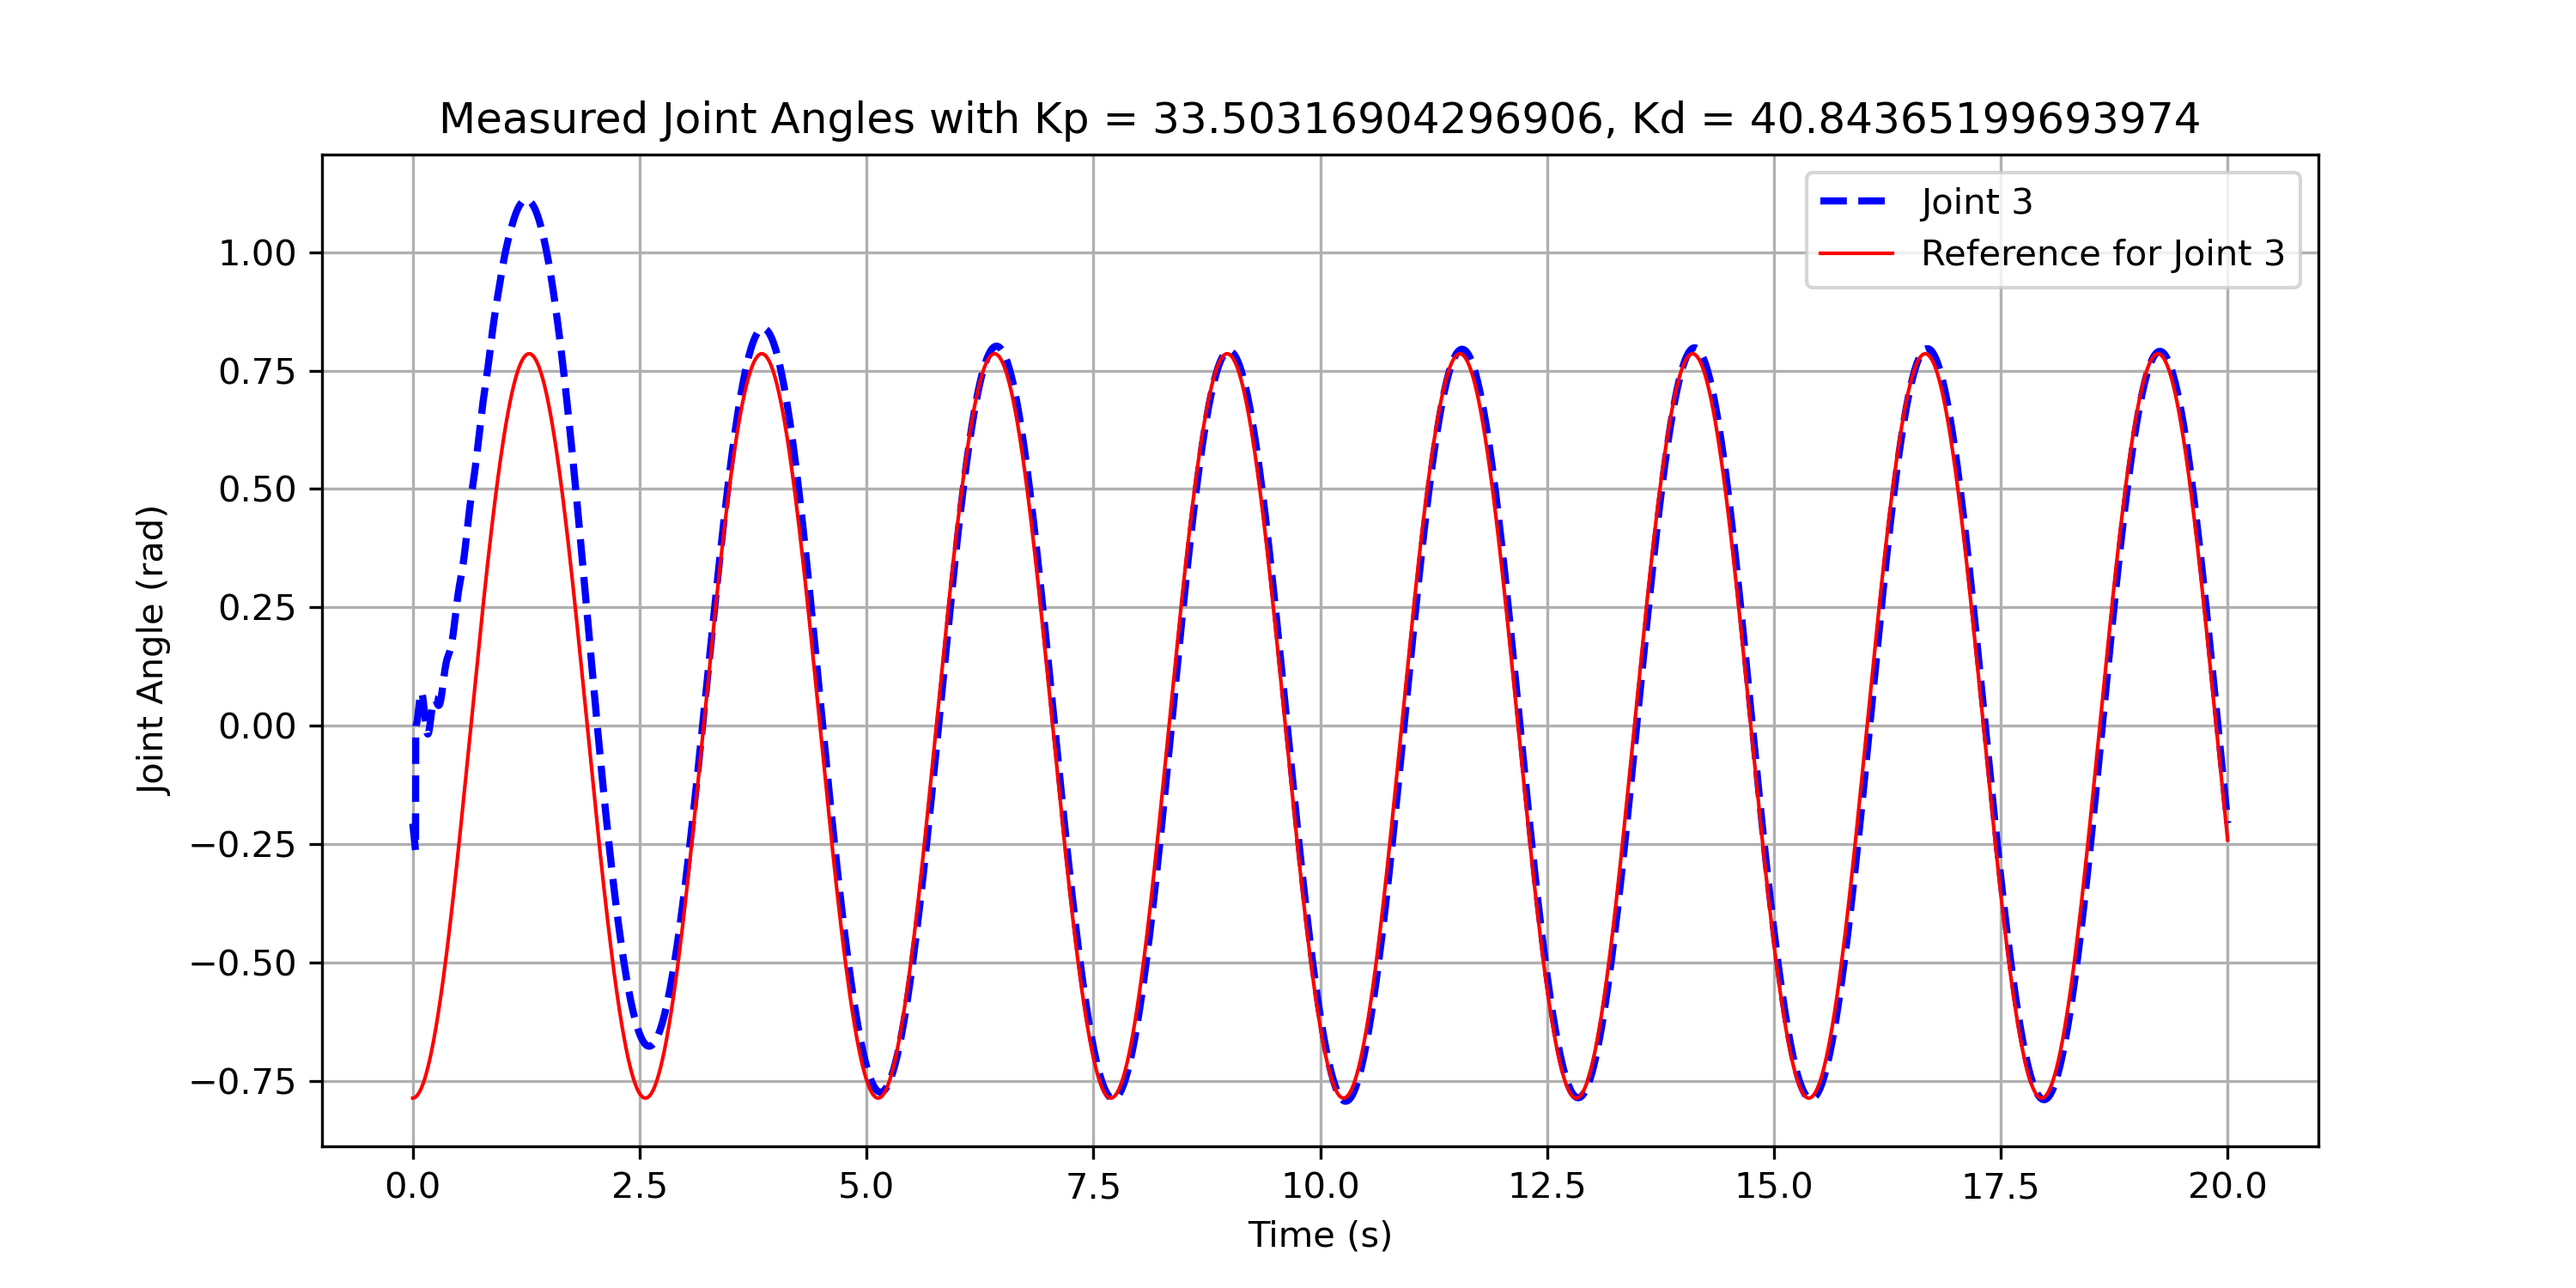 Measured Joint Angles with Kp = 33.50316904296906, Kd = 40.84365199693974
Joint 3
Reference for Joint 3
Joint Angle (rad)
1.00
0.75
0.50
0.25
0.00
−0.25
−0.50
−0.75
0.0 2.5 5.0 7.5 10.0 12.5 15.0 17.5 20.0
Time (s)